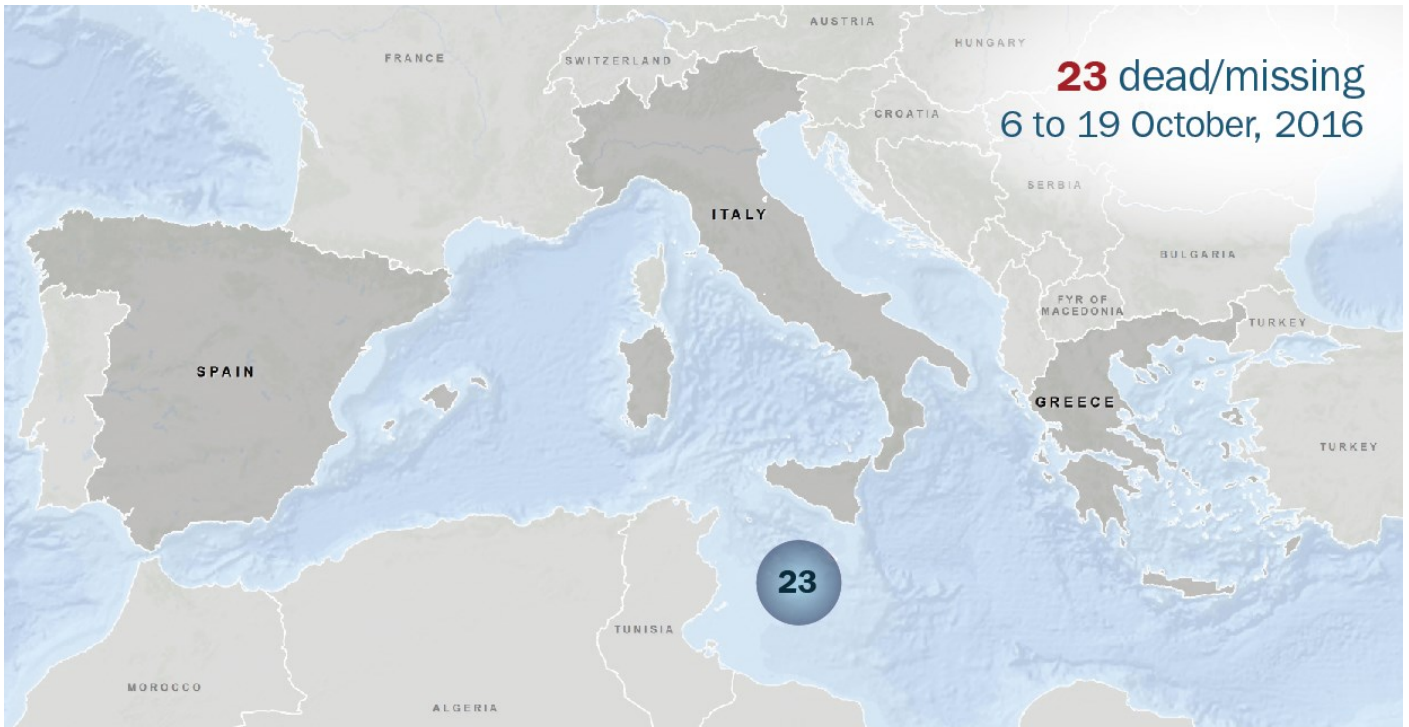 AUSTRIA
HUNGARY
FRANCE
SWITZERLAND
23 dead/missing
6 to 19 October, 2016
CROATIA
SERBIA
ITALY
BULGARIA
FYR OF
MACEDONIA
TURKEY
SPAIN
GREECE
TURKEY
23
TUNISIA
MOROCCO
ALGERIA